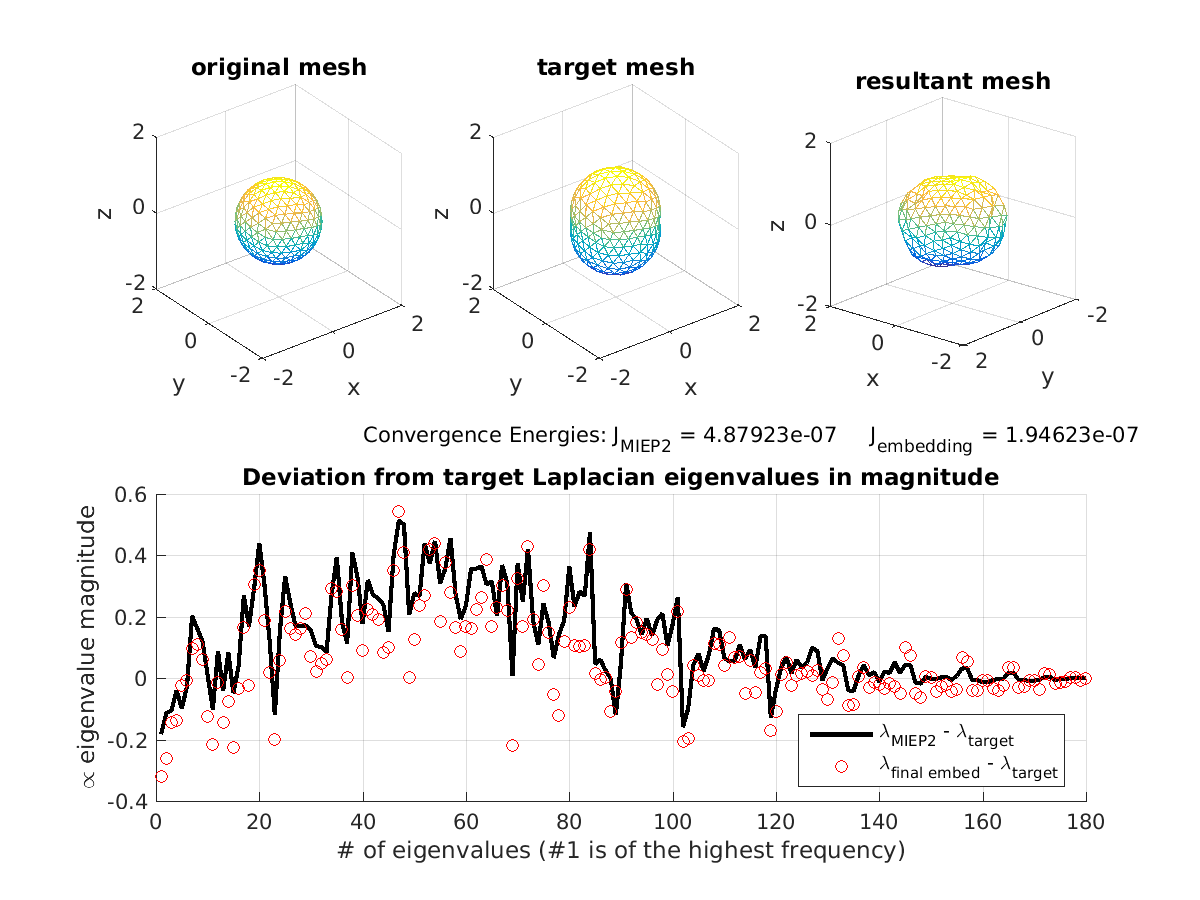 original mesh
target mesh
resultant mesh
2
0
-2
z
2
0
-2
y
-2
0
2
x
2
0
-2
z
2
0
-2
y
-2
0
2
x
2
0
-2
z
2
0
-2
x
2
0
-2
y
Convergence Energies: J_MIEP2 = 4.87923e-07 J_embedding = 1.94623e-07
Deviation from target Laplacian eigenvalues in magnitude
0.6
0.4
0.2
0
-0.2
-0.4
∝ eigenvalue magnitude
λ_MIEP2 - λ_target
λ_final embed - λ_target
0 20 40 60 80 100 120 140 160 180
# of eigenvalues (#1 is of the highest frequency)